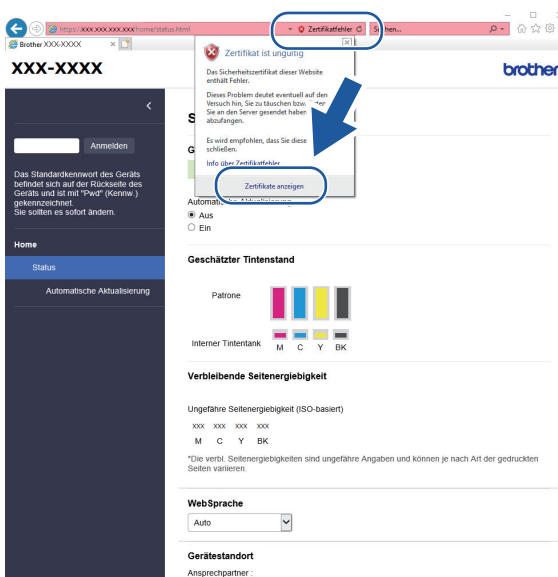 https://xxx.xxx.xxx.xxx/home/status.html
Zertifikatfehler
Brother XXX-XXXX
Zertifikat ist ungültig
XXX-XXXX
brother
Das Sicherheitszertifikat dieser Website
enthält Fehler.
Dieses Problem deutet eventuell auf den
Versuch hin, Sie zu täuschen bzw.
Sie an den Server gesendet haben
abzufangen.
Es wird empfohlen, dass Sie diese
schließen.
Info über Zertifikatfehler
Zertifikate anzeigen
Anmelden
Das Standardkennwort des Geräts
befindet sich auf der Rückseite des
Geräts und ist mit "Pwd" (Kennw.)
gekennzeichnet.
Sie sollten es sofort ändern.
Home
Status
Automatische Aktualisierung
Automatische Aktualisierung
Aus
Ein
Geschätzter Tintenstand
Patrone
Interner Tintentank
M C Y BK
Verbleibende Seitenergiebigkeit
Ungefähre Seitenergiebigkeit (ISO-basiert)
xxx xxx xxx xxx
M C Y BK
*Die verbl. Seitenergiebigkeiten sind ungefähre Angaben und können je nach Art der gedruckten
Seiten variieren.
WebSprache
Auto
Gerätestandort
Ansprechpartner :